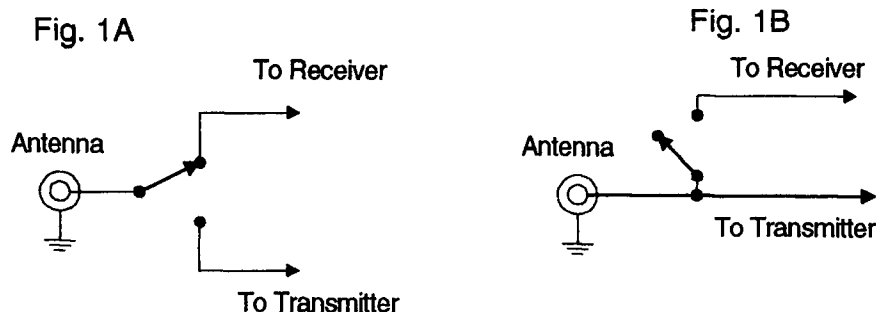 Fig. 1A
To Receiver
Antenna
To Transmitter
Fig. 1B
To Receiver
Antenna
To Transmitter